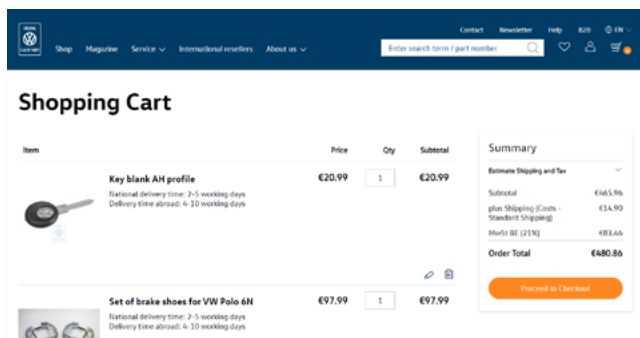 Contact Newsletter Help B2B EN
Shop Magazine Service International resellers About us
Enter search term / part number
Shopping Cart
Item Price Qty Subtotal
Key blank AH profile €20.99 1 €20.99
National delivery time: 2-5 working days
Delivery time abroad: 4-10 working days
Set of brake shoes for VW Polo 6N €97.99 1 €97.99
National delivery time: 2-5 working days
Delivery time abroad: 4-10 working days
Summary
Estimate Shipping and Tax
Subtotal €465.96
plus Shipping (Costs - €14.90
Standard Shipping)
MwSt BE (21%) €83.46
Order Total €480.86
Proceed to Checkout